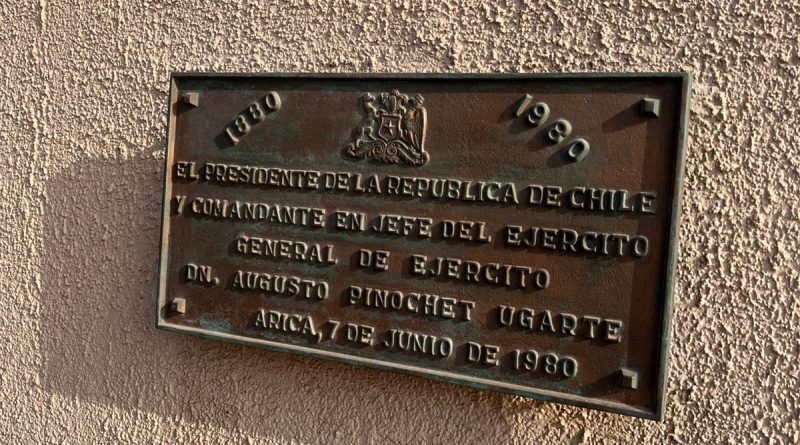 1880 1980
EL PRESIDENTE DE LA REPUBLICA DE CHILE
Y COMANDANTE EN JEFE DEL EJERCITO
GENERAL DE EJERCITO
DN. AUGUSTO PINOCHET UGARTE
ARICA, 7 DE JUNIO DE 1980